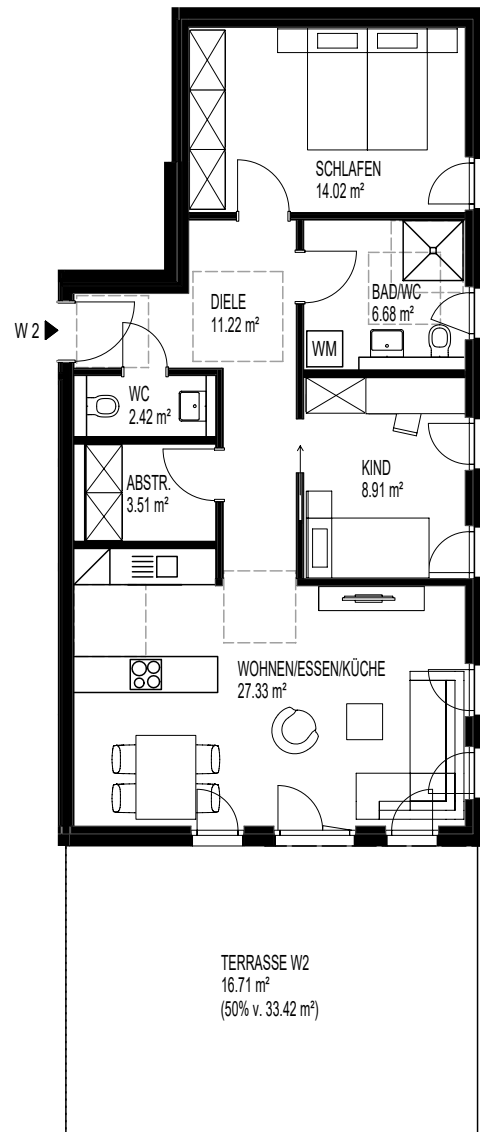 SCHLAFEN
14.02 m²
DIELE
11.22 m²
BAD/WC
6.68 m²
W 2
WM
WC
2.42 m²
KIND
8.91 m²
ABSTR.
3.51 m²
WOHNEN/ESSEN/KÜCHE
27.33 m²
TERRASSE W2
16.71 m²
(50% v. 33.42 m²)